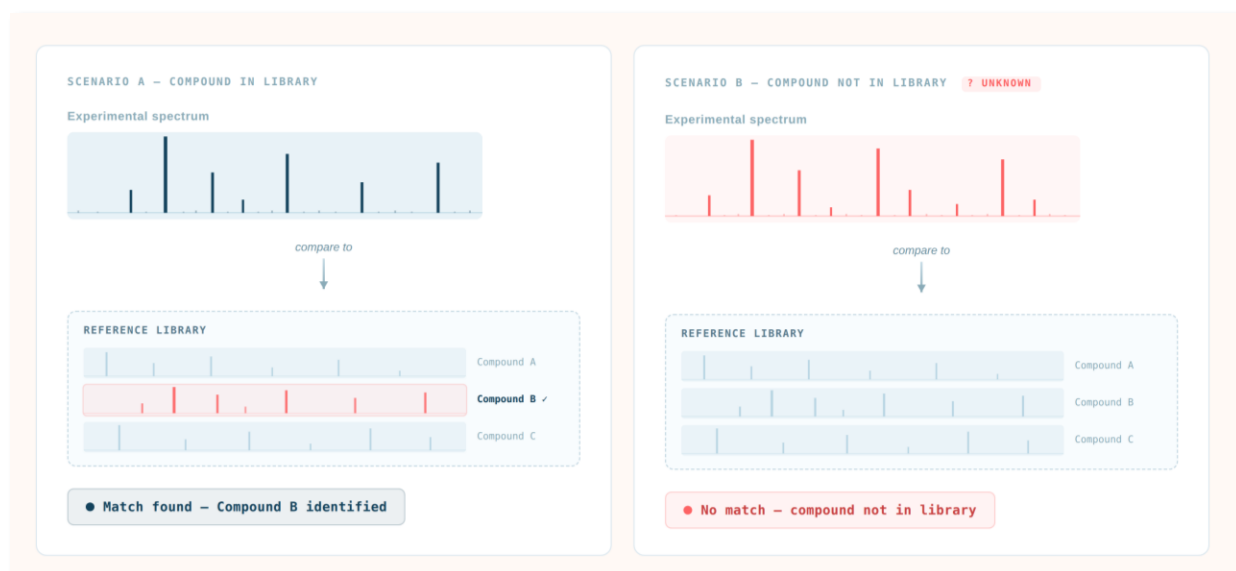 SCENARIO A — COMPOUND IN LIBRARY
Experimental spectrum
compare to
REFERENCE LIBRARY
Compound A
Compound B ✓
Compound C
● Match found — Compound B identified
SCENARIO B — COMPOUND NOT IN LIBRARY ? UNKNOWN
Experimental spectrum
compare to
REFERENCE LIBRARY
Compound A
Compound B
Compound C
● No match — compound not in library